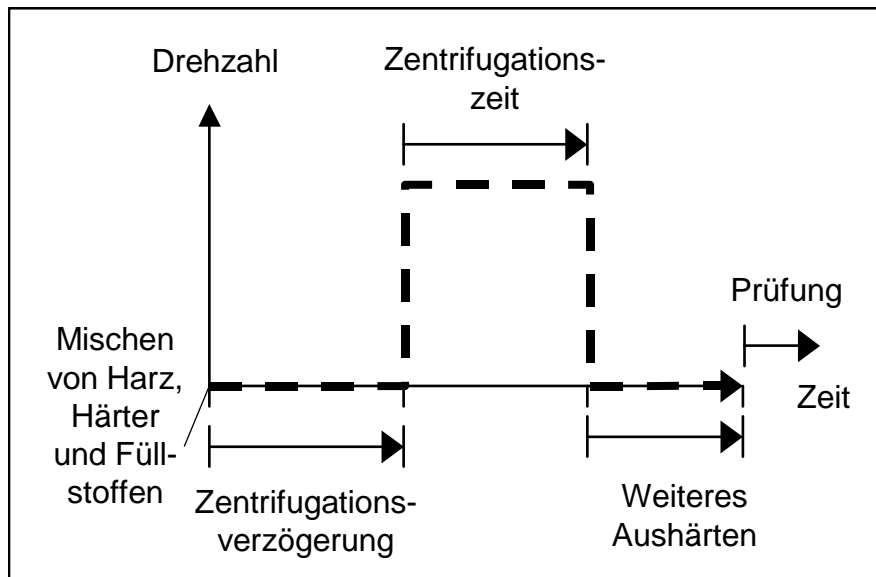 Drehzahl
Zentrifugations-
zeit
Prüfung
Zeit
Mischen
von Harz,
Härter
und Füll-
stoffen
Zentrifugations-
verzögerung
Weiteres
Aushärten